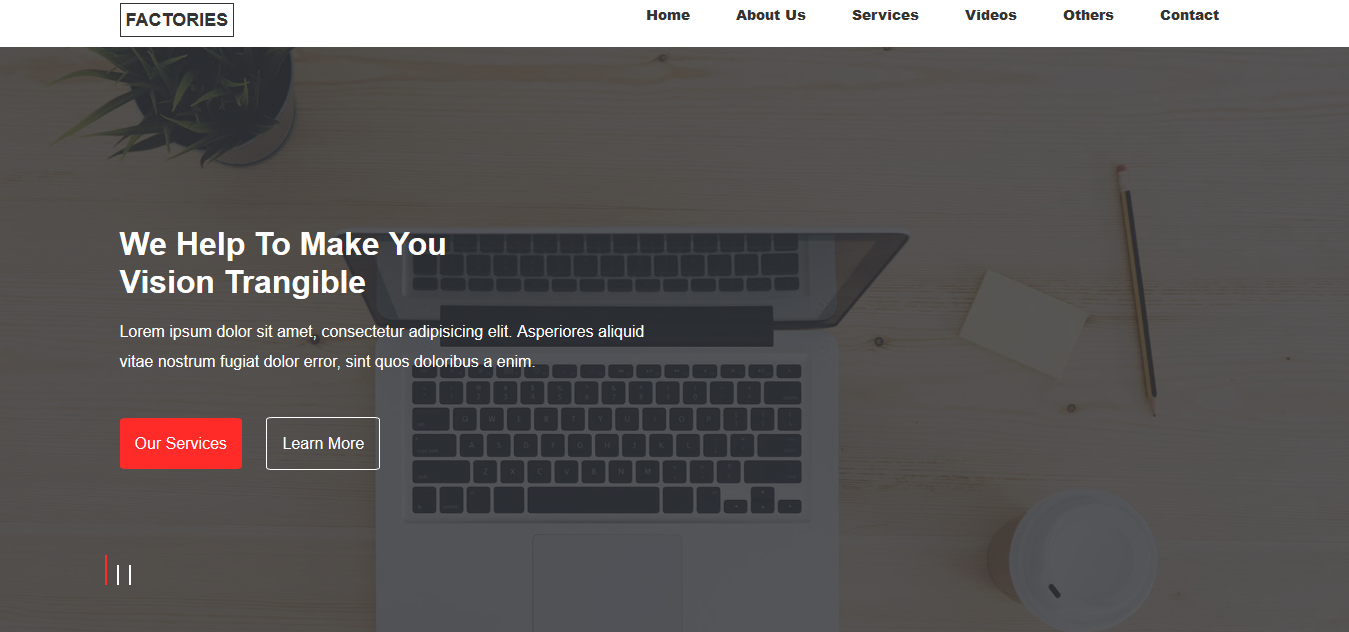 FACTORIES
Home About Us Services Videos Others Contact
We Help To Make You
Vision Trangible
Lorem ipsum dolor sit amet, consectetur adipisicing elit. Asperiores aliquid
vitae nostrum fugiat dolor error, sint quos doloribus a enim.
Our Services Learn More